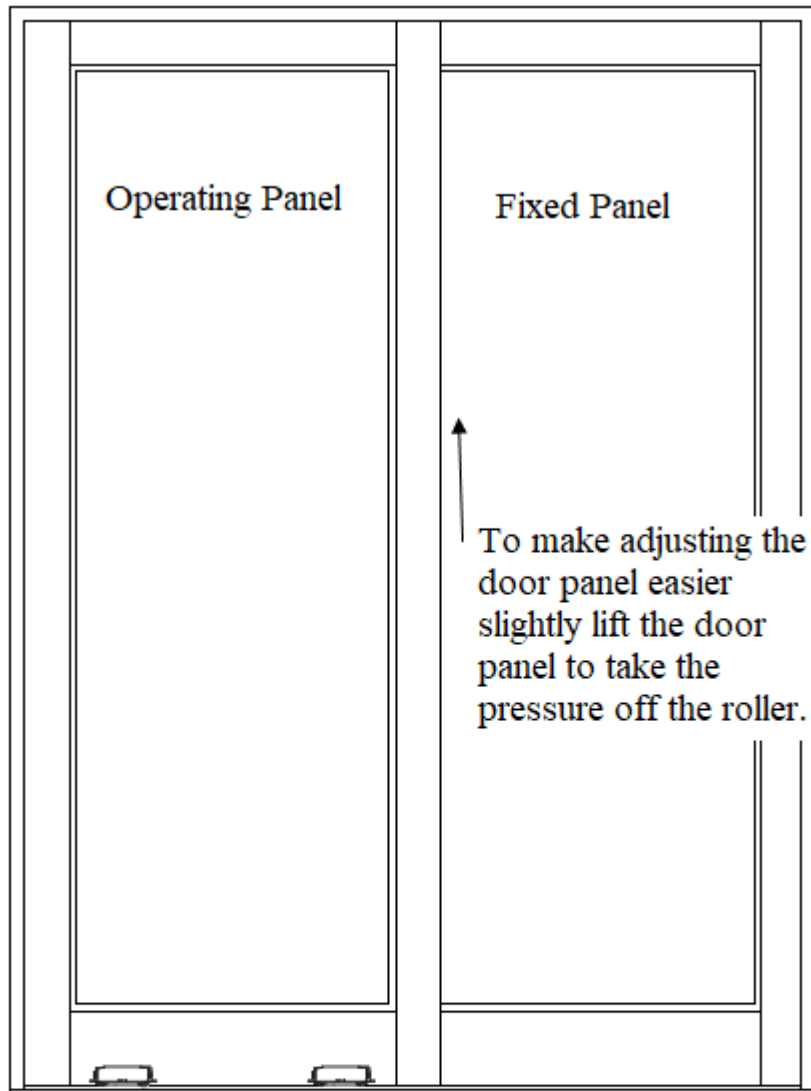 Operating Panel
Fixed Panel
To make adjusting the
door panel easier
slightly lift the door
panel to take the
pressure off the roller.